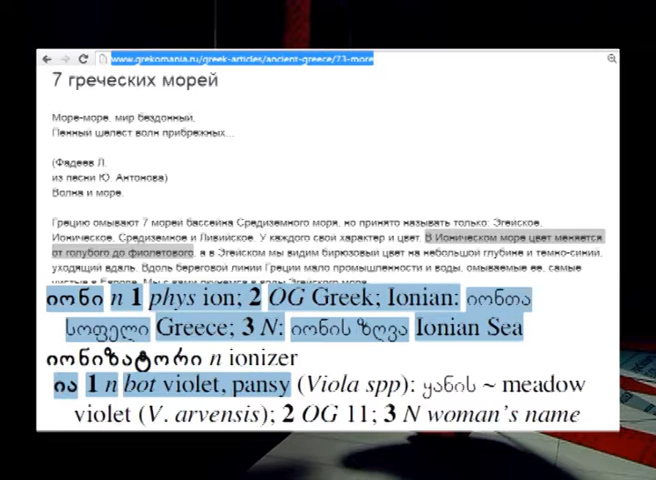 www.grekomania.ru/greek-articles/ancient-greece/73-more
7 греческих морей
Море-море, мир бездонный,
Пенный шелест волн прибрежных...
(Фадеев Л.
из песни Ю. Антонова)
Волна и море.
Грецию омывают 7 морей бассейна Средиземного моря, но принято называть только: Эгейское,
Ионическое, Средиземное и Ливийское. У каждого свой характер и цвет. В Ионическом море цвет меняется
от голубого до фиолетового, а в Эгейском мы видим бирюзовый цвет на небольшой глубине и темно-синий,
уходящий вдаль. Вдоль береговой линии Греции мало промышленности и воды, омываемые ее, самые
იონი n 1 phys ion; 2 OG Greek; Ionian: იონთა
სოფელი Greece; 3 N: იონის ზღვა Ionian Sea
იონიზატორი n ionizer
ია 1 n bot violet, pansy (Viola spp): ყანის ~ meadow
violet (V. arvensis); 2 OG 11; 3 N woman's name